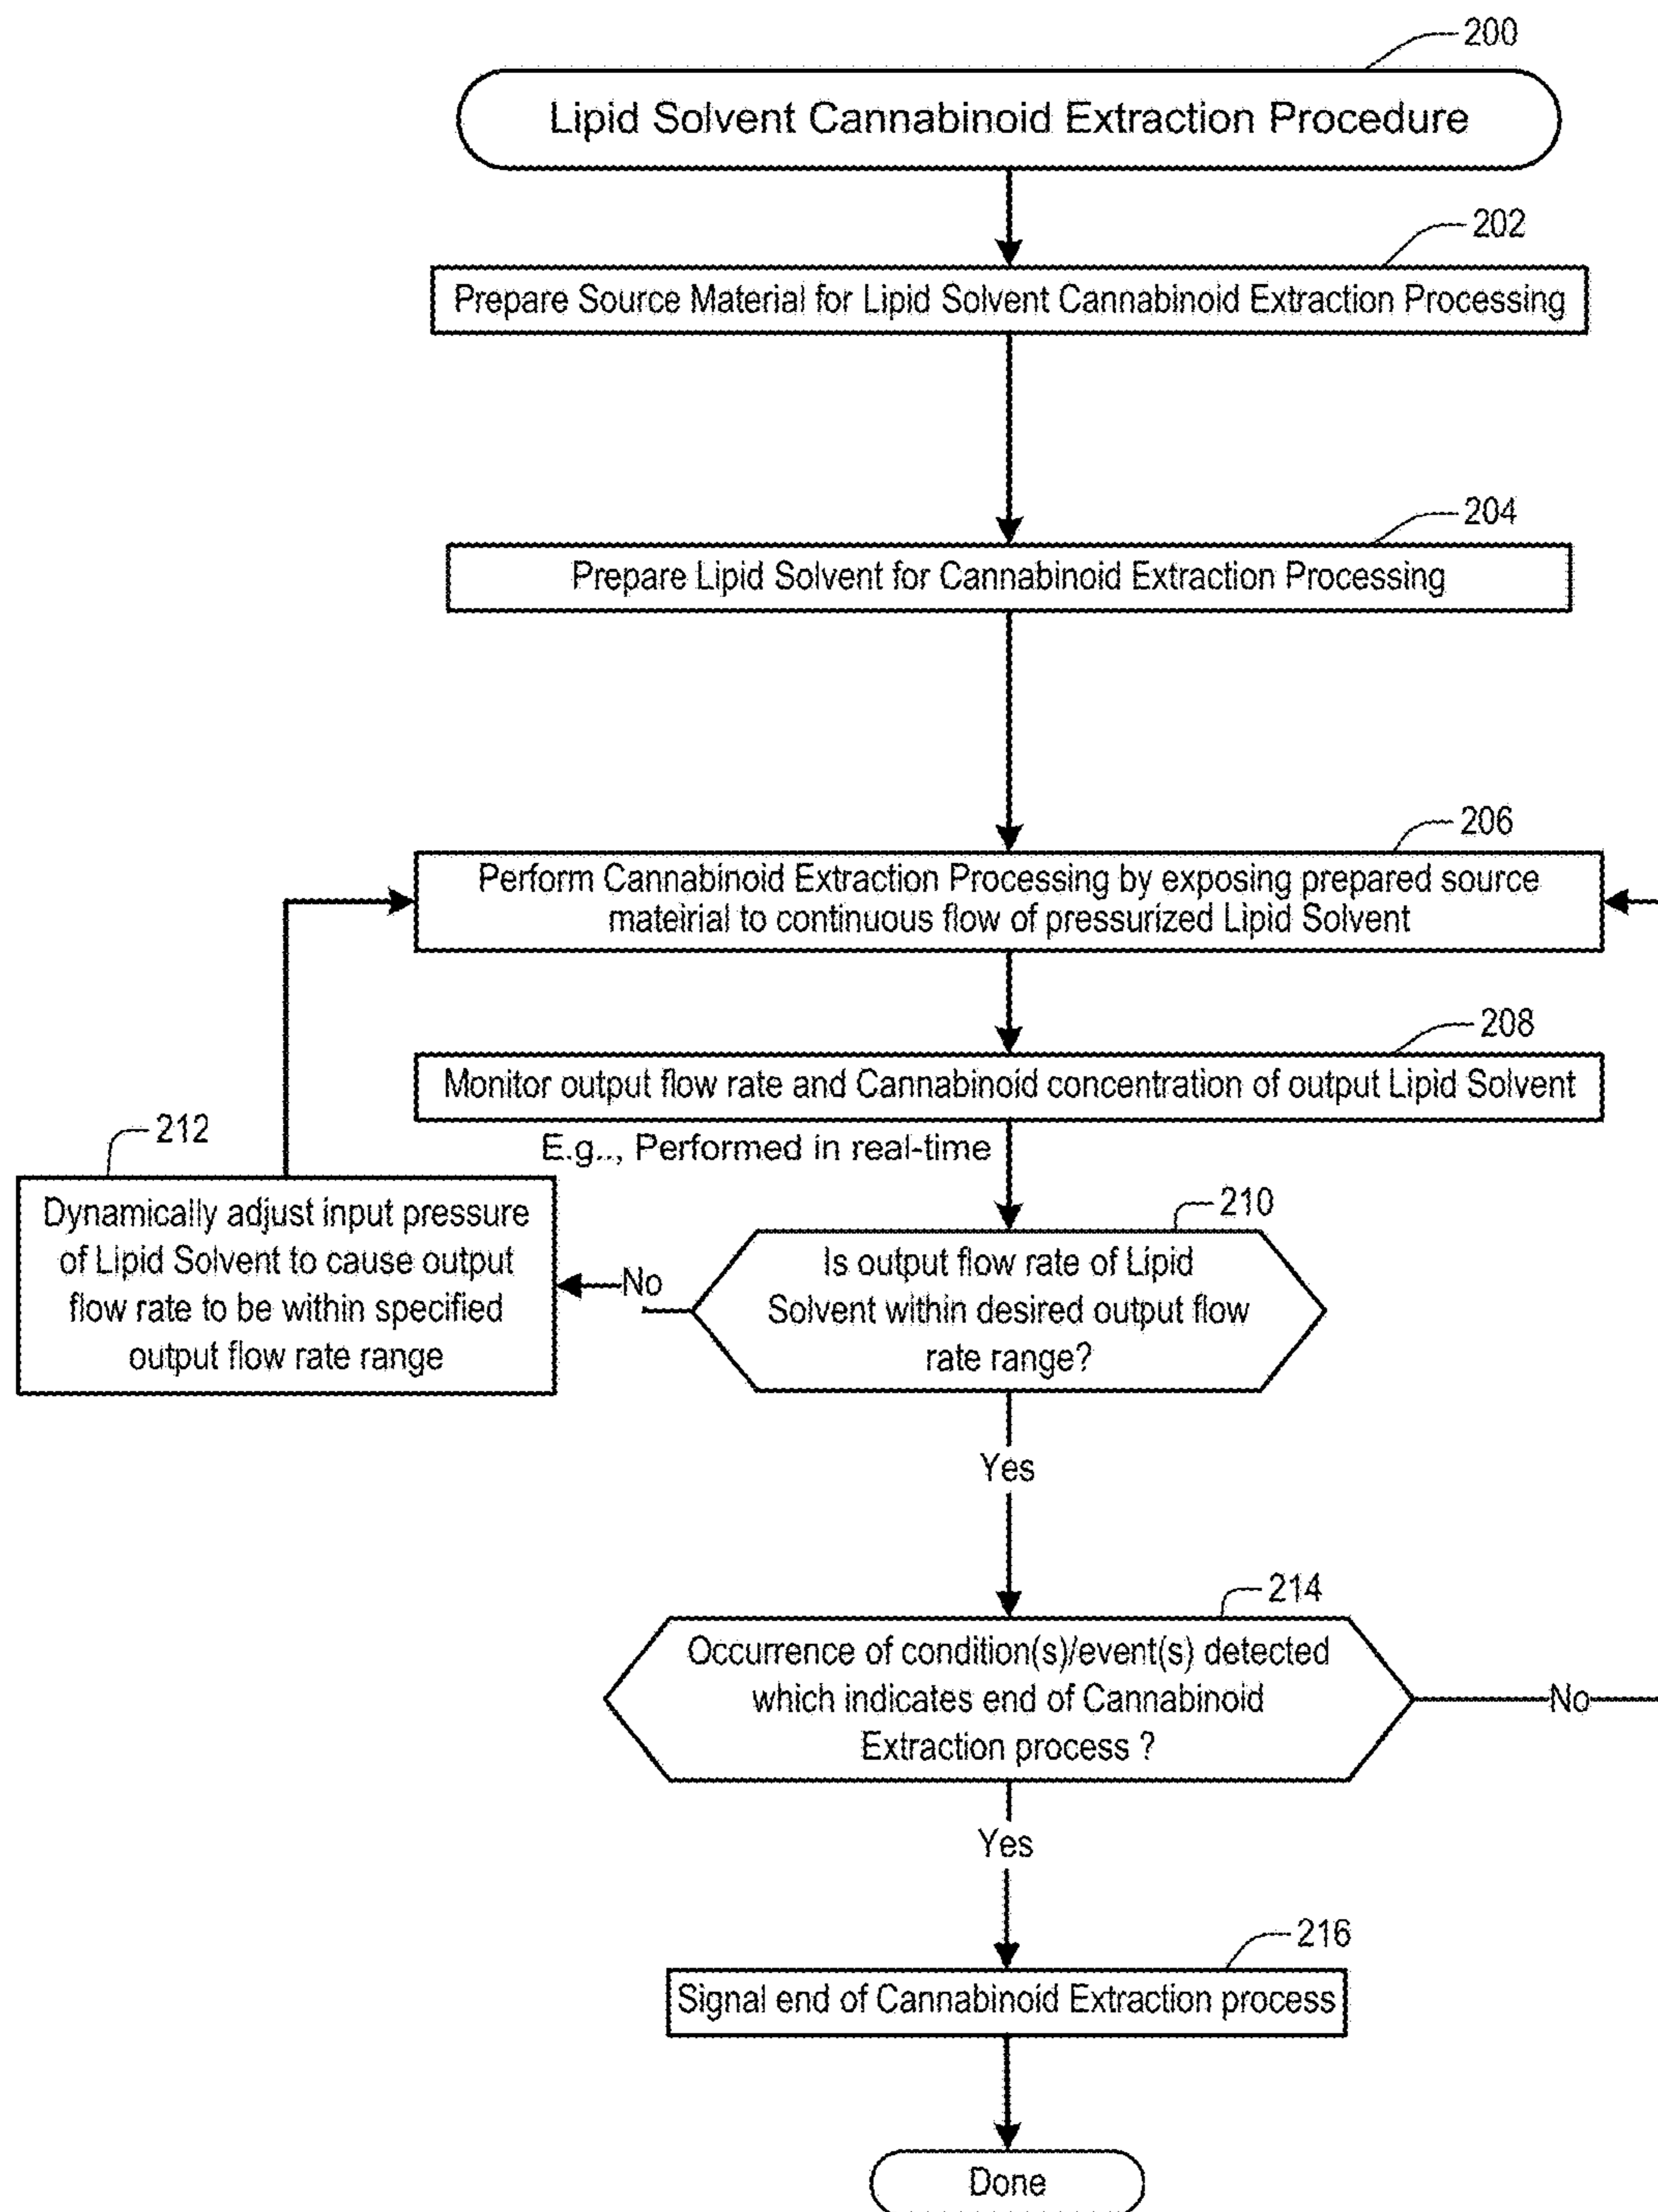 200
Lipid Solvent Cannabinoid Extraction Procedure
202
Prepare Source Material for Lipid Solvent Cannabinoid Extraction Processing
204
Prepare Lipid Solvent for Cannabinoid Extraction Processing
206
Perform Cannabinoid Extraction Processing by exposing prepared source
mateirial to continuous flow of pressurized Lipid Solvent
208
Monitor output flow rate and Cannabinoid concentration of output Lipid Solvent
E.g.., Performed in real-time
212
Dynamically adjust input pressure
of Lipid Solvent to cause output
flow rate to be within specified
output flow rate range
No
210
Is output flow rate of Lipid
Solvent within desired output flow
rate range?
Yes
214
Occurrence of condition(s)/event(s) detected
which indicates end of Cannabinoid
Extraction process ?
No
Yes
216
Signal end of Cannabinoid Extraction process
Done